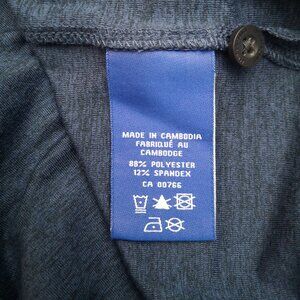 MADE IN CAMBODIA
FABRIQUÉ AU
CAMBODGE
88% POLYESTER
12% SPANDEX
CA 00766